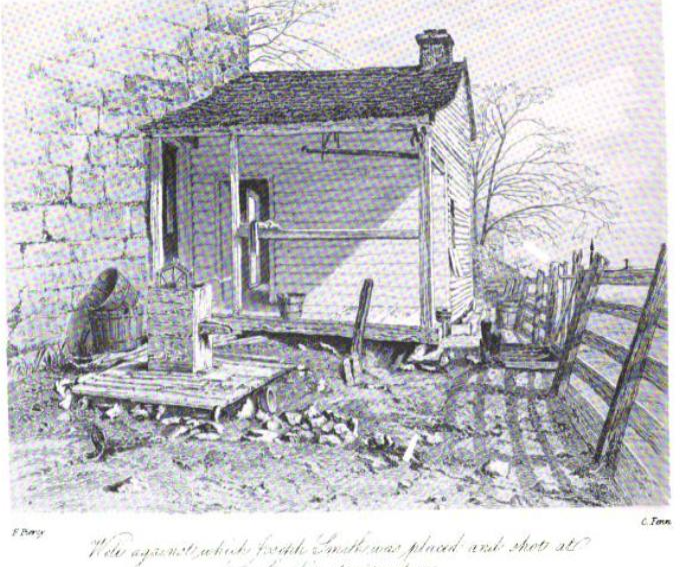 F. Piercy
C. Fenn
Well against which Joseph Smith was placed and shot at